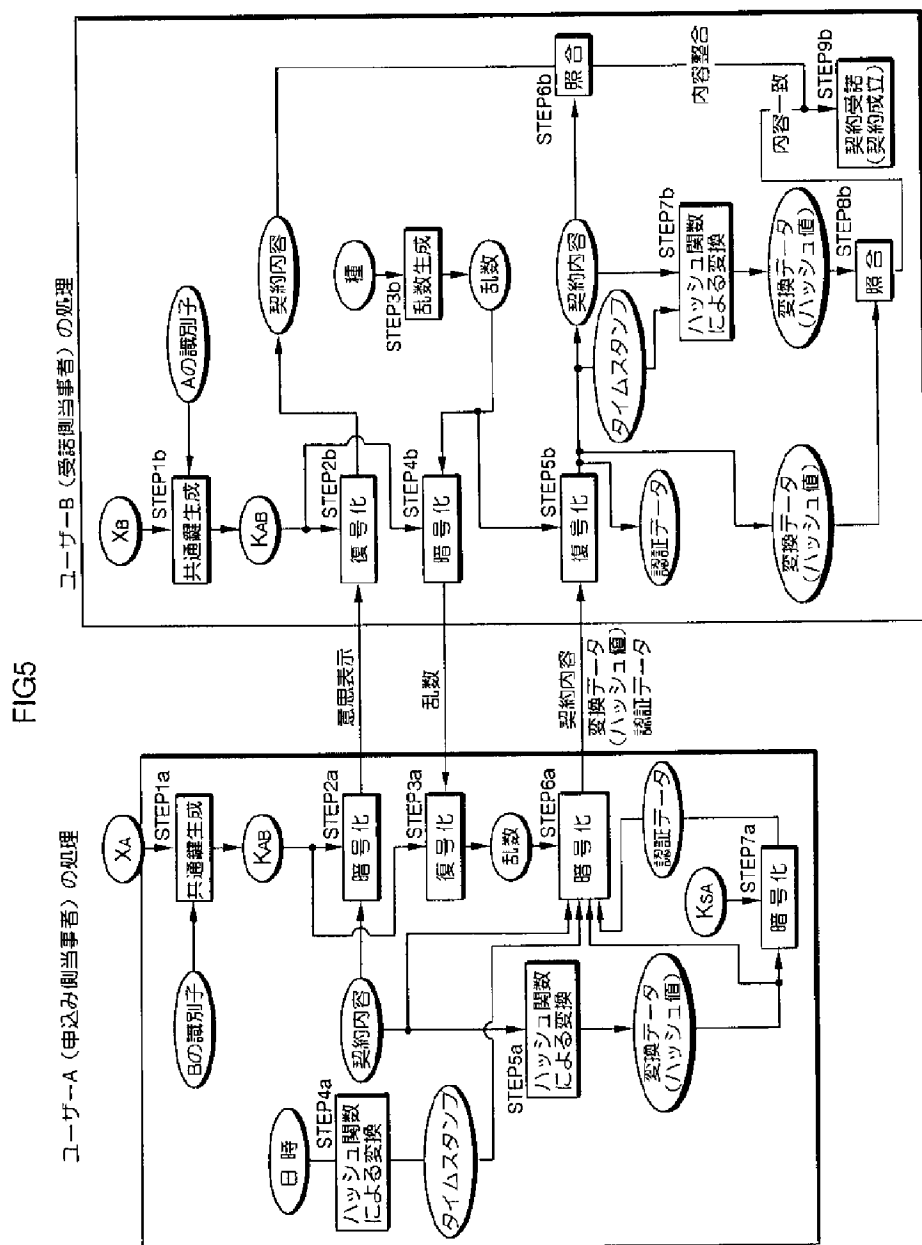 FIG5
ユーザーA（申込み側当事者）の処理
XA
STEP1a
Bの識別子
共通鍵生成
KAB
STEP2a
契約内容
暗号化
意思表示
STEP3a
復号化
乱数
乱数
日時
STEP4a
ハッシュ関数
による変換
タイムスタンプ
STEP5a
ハッシュ関数
による変換
変換データ
(ハッシュ値)
STEP6a
暗号化
契約内容
変換データ
(ハッシュ値)
認証データ
認証データ
KSA
STEP7a
暗号化
ユーザーB（受諾側当事者）の処理
XB
STEP1b
Aの識別子
共通鍵生成
KAB
STEP2b
復号化
契約内容
種
STEP3b
乱数生成
乱数
STEP4b
暗号化
STEP5b
復号化
認証データ
タイムスタンプ
契約内容
STEP6b
照合
内容整合
STEP7b
ハッシュ関数
による変換
変換データ
(ハッシュ値)
変換データ
(ハッシュ値)
STEP8b
照合
内容一致
STEP9b
契約受諾
(契約成立)